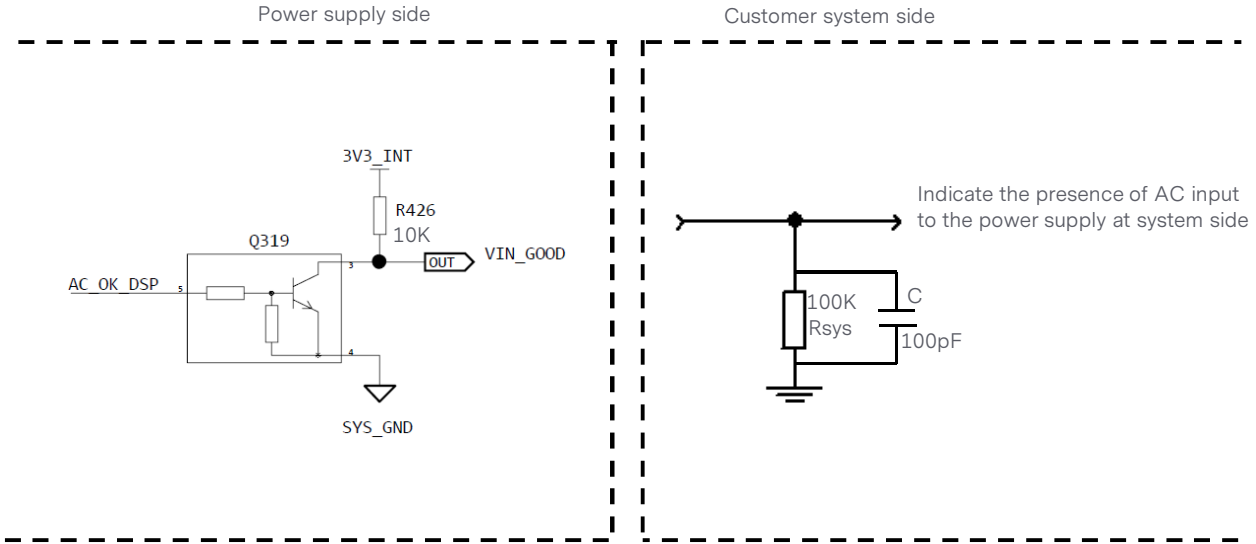 Power supply side
Customer system side
3V3_INT
R426
10K
Q319
3
OUT
VIN_GOOD
AC_OK_DSP
5
4
SYS_GND
Indicate the presence of AC input
to the power supply at system side
100K
Rsys
C
100pF